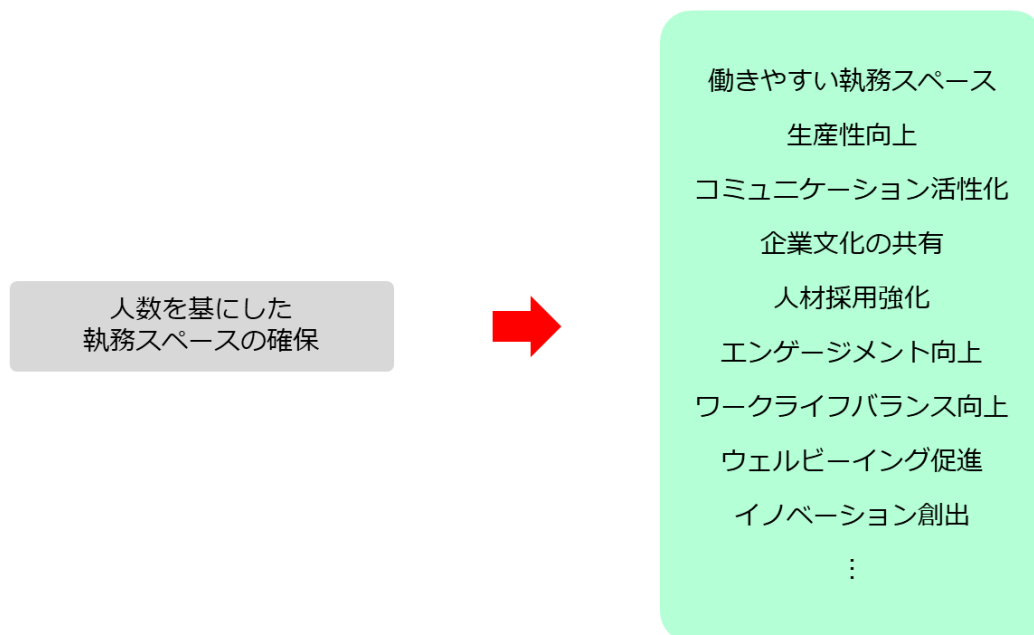 人数を基にした
執務スペースの確保
働きやすい執務スペース
生産性向上
コミュニケーション活性化
企業文化の共有
人材採用強化
エンゲージメント向上
ワークライフバランス向上
ウェルビーイング促進
イノベーション創出
⋮